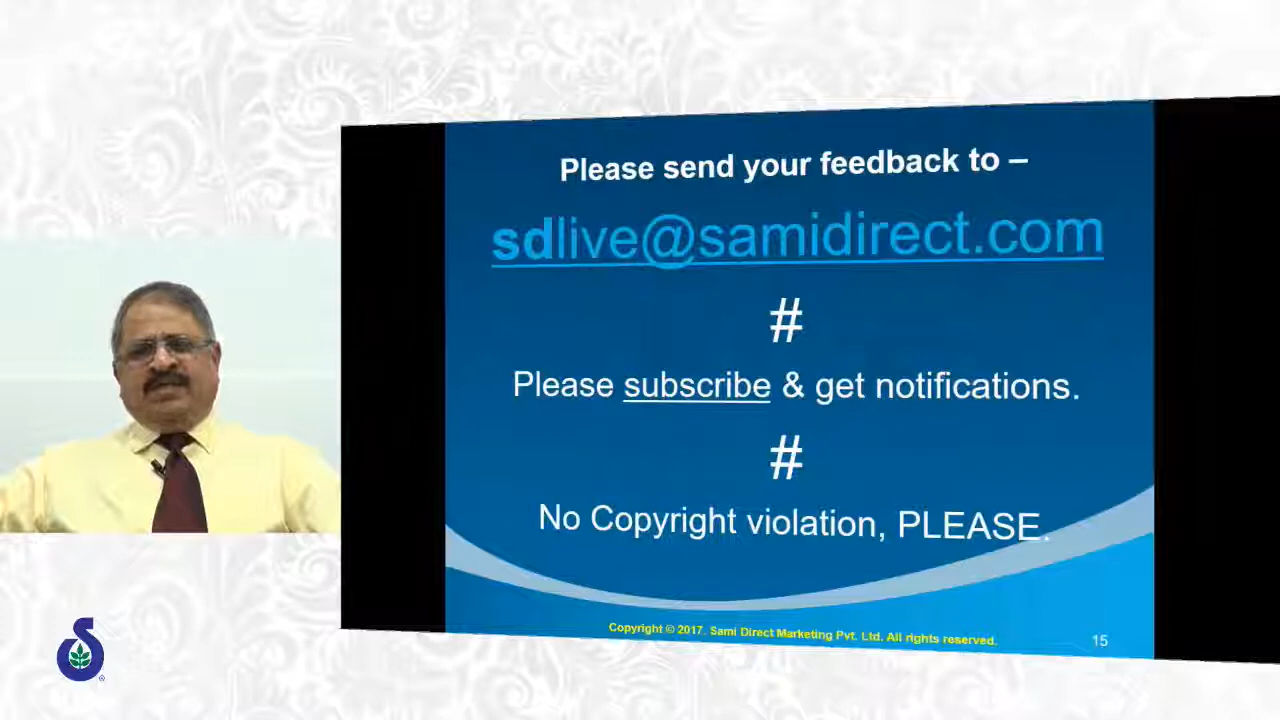 Please send your feedback to –
sdlive@samidirect.com
#
Please subscribe & get notifications.
#
No Copyright violation, PLEASE.
Copyright © 2017. Sami Direct Marketing Pvt. Ltd. All rights reserved.
15